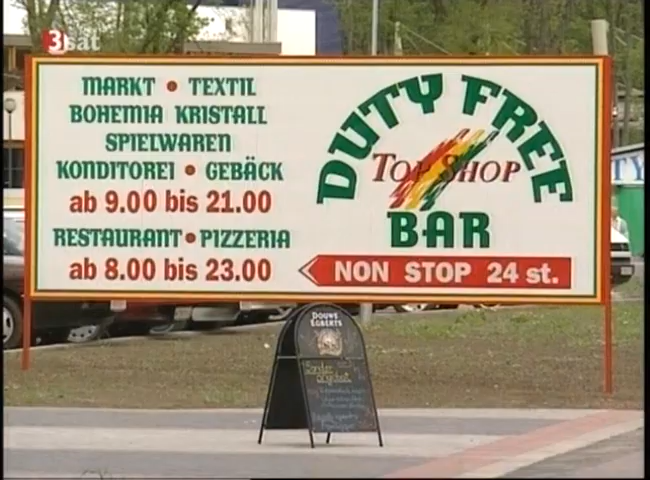 3sat
MARKT • TEXTIL
BOHEMIA KRISTALL
SPIELWAREN
KONDITOREI • GEBÄCK
ab 9.00 bis 21.00
RESTAURANT • PIZZERIA
ab 8.00 bis 23.00
DUTY FREE
TOP SHOP
BAR
NON STOP 24 st.
DOUWE
EGBERTS